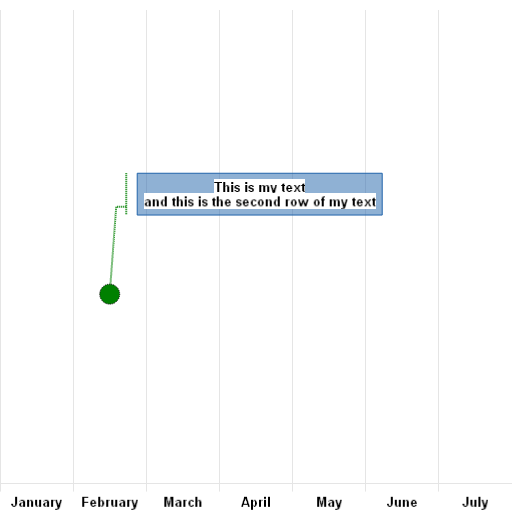 This is my text
and this is the second row of my text
January February March April May June July